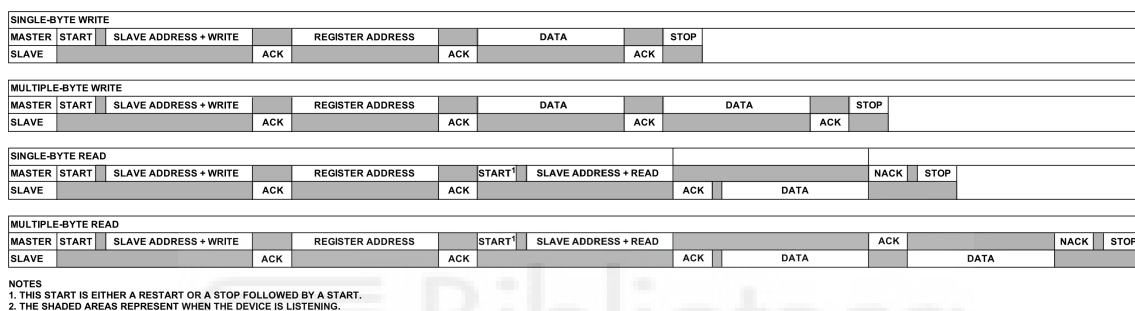 SINGLE-BYTE WRITE
MASTER START SLAVE ADDRESS + WRITE REGISTER ADDRESS DATA STOP
SLAVE ACK ACK ACK
MULTIPLE-BYTE WRITE
MASTER START SLAVE ADDRESS + WRITE REGISTER ADDRESS DATA DATA STOP
SLAVE ACK ACK ACK ACK
SINGLE-BYTE READ
MASTER START SLAVE ADDRESS + WRITE REGISTER ADDRESS START¹ SLAVE ADDRESS + READ NACK STOP
SLAVE ACK ACK ACK DATA
MULTIPLE-BYTE READ
MASTER START SLAVE ADDRESS + WRITE REGISTER ADDRESS START¹ SLAVE ADDRESS + READ ACK NACK STOP
SLAVE ACK ACK ACK DATA DATA
NOTES
1. THIS START IS EITHER A RESTART OR A STOP FOLLOWED BY A START.
2. THE SHADED AREAS REPRESENT WHEN THE DEVICE IS LISTENING.